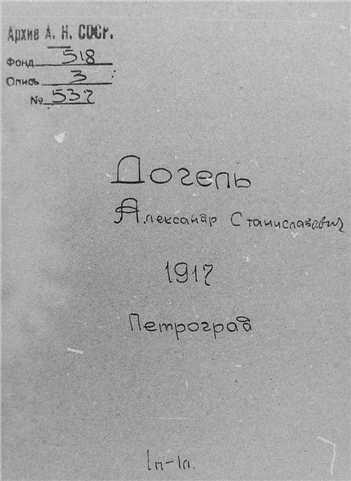 Архив А. Н. СССР.
Фонд 518
Опись 3
№ 537
Догель
Александр Станиславович
1917
Петроград
1п-1п.